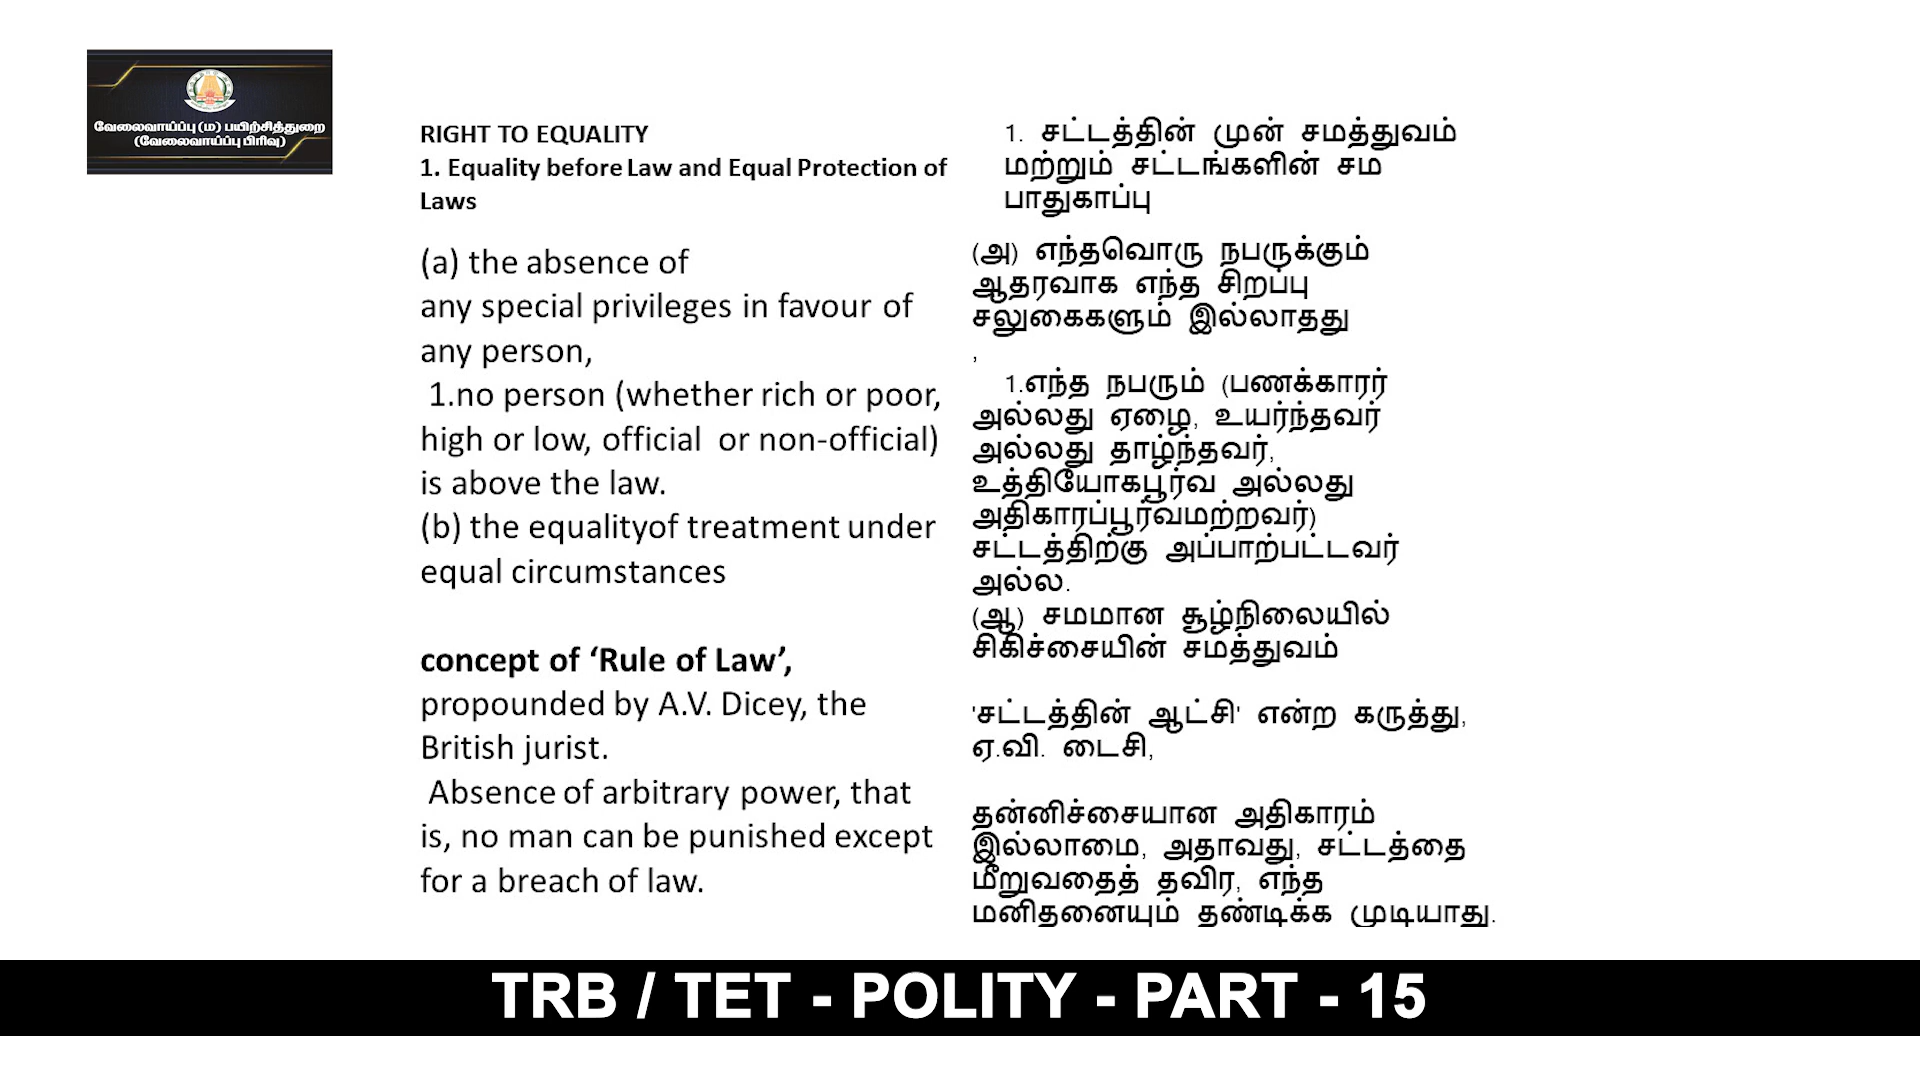 வேலைவாய்ப்பு (ம) பயிற்சித்துறை
(வேலைவாய்ப்பு பிரிவு)
RIGHT TO EQUALITY
1. Equality before Law and Equal Protection of
Laws
(a) the absence of
any special privileges in favour of
any person,
1.no person (whether rich or poor,
high or low, official or non-official)
is above the law.
(b) the equalityof treatment under
equal circumstances
concept of ‘Rule of Law’,
propounded by A.V. Dicey, the
British jurist.
Absence of arbitrary power, that
is, no man can be punished except
for a breach of law.
1. சட்டத்தின் முன் சமத்துவம்
மற்றும் சட்டங்களின் சம
பாதுகாப்பு
(அ) எந்தவொரு நபருக்கும்
ஆதரவாக எந்த சிறப்பு
சலுகைகளும் இல்லாதது
,
1.எந்த நபரும் (பணக்காரர்
அல்லது ஏழை, உயர்ந்தவர்
அல்லது தாழ்ந்தவர்,
உத்தியோகபூர்வ அல்லது
அதிகாரப்பூர்வமற்றவர்)
சட்டத்திற்கு அப்பாற்பட்டவர்
அல்ல.
(ஆ) சமமான சூழ்நிலையில்
சிகிச்சையின் சமத்துவம்
'சட்டத்தின் ஆட்சி' என்ற கருத்து,
ஏ.வி. டைசி,
தன்னிச்சையான அதிகாரம்
இல்லாமை, அதாவது, சட்டத்தை
மீறுவதைத் தவிர, எந்த
மனிதனையும் தண்டிக்க முடியாது.
TRB / TET - POLITY - PART - 15